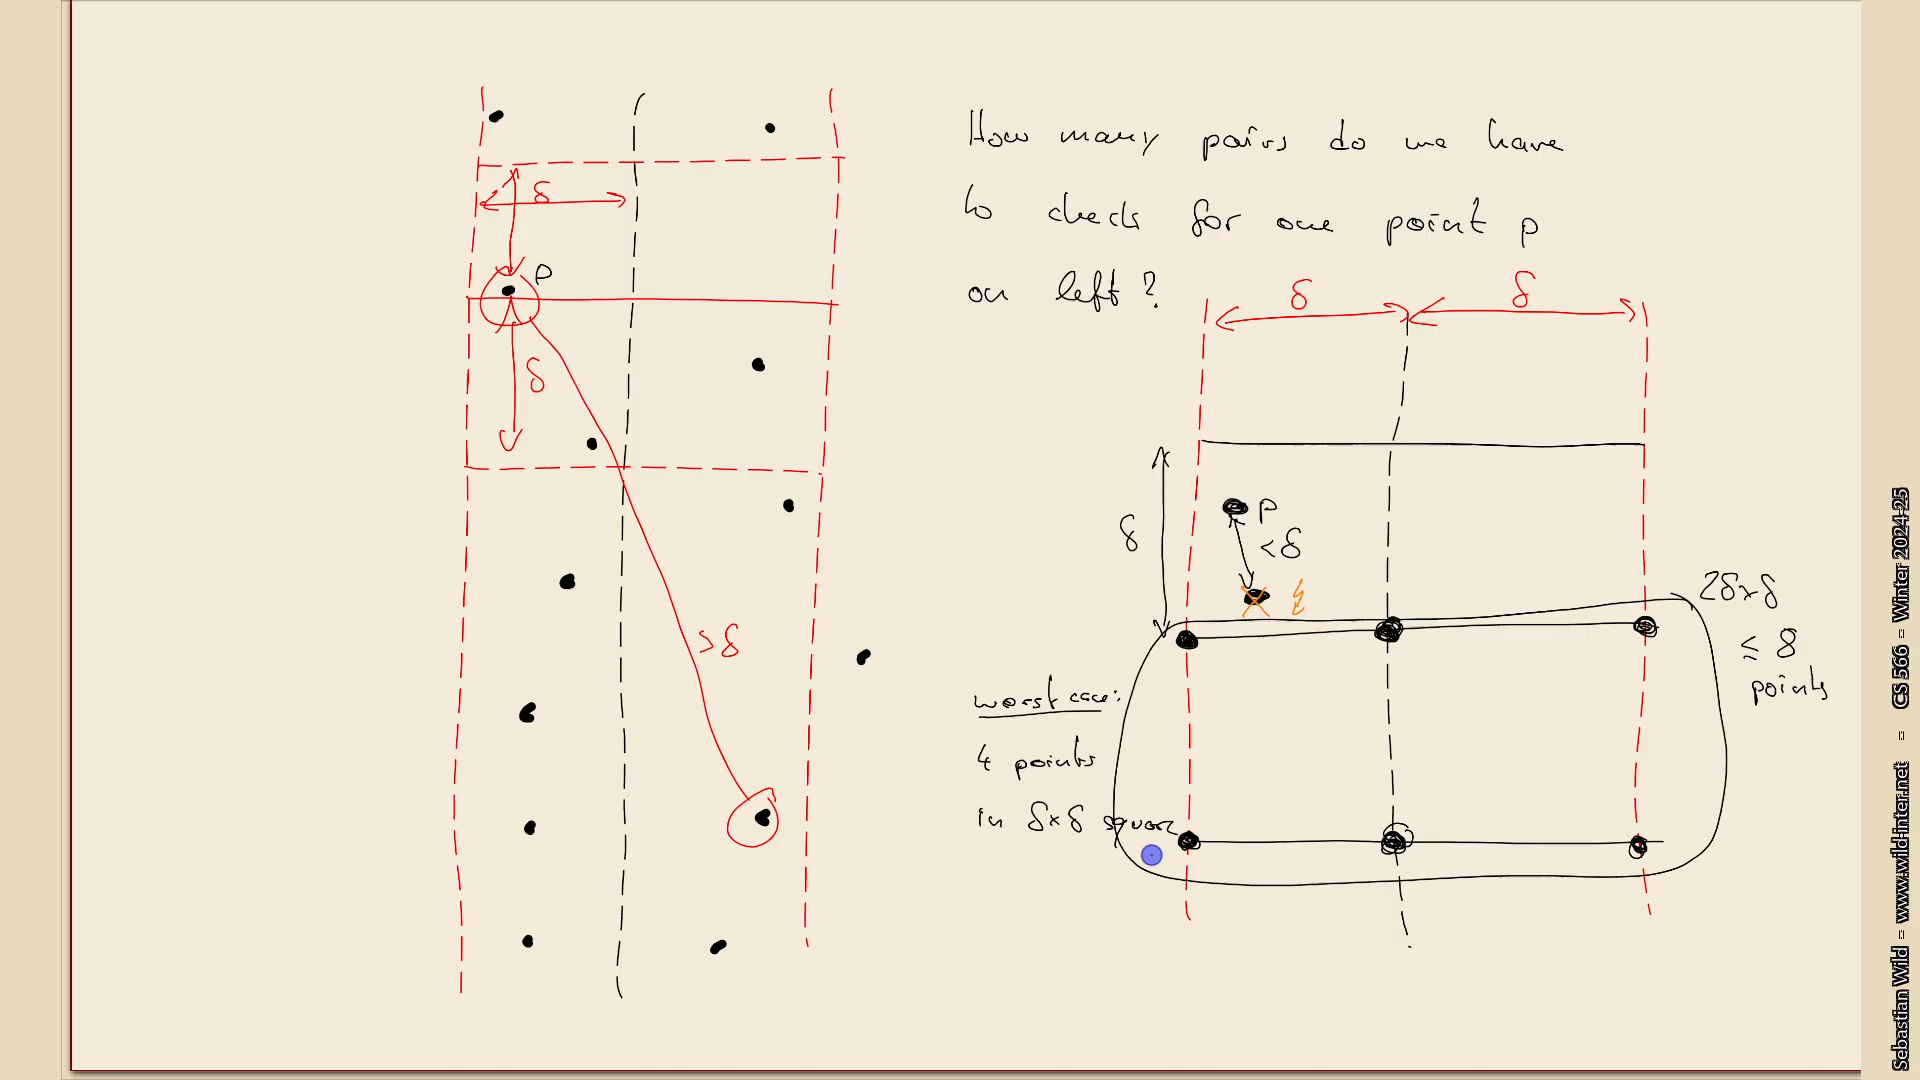 How many pairs do we have
to check for one point p
on left?
δ
p
δ
>δ
δ
δ
δ
p
<δ
2δ×δ
≤ 8
points
worst case:
4 points
in δ×δ square
Sebastian Wild – www.wild-inter.net – CS 566 – Winter 2024-25